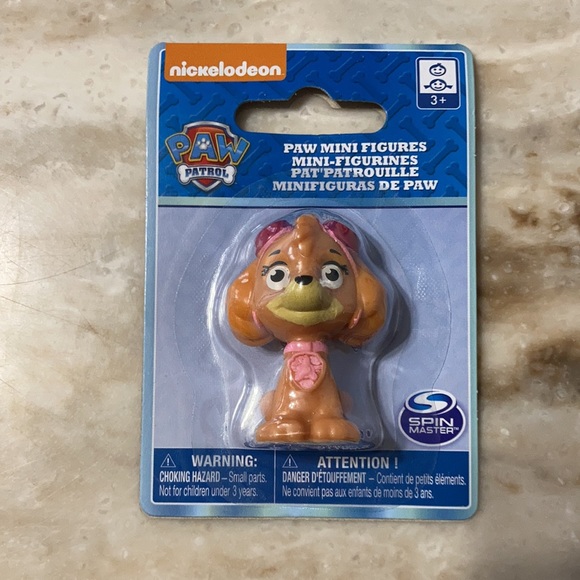 nickelodeon
3+
PAW
PATROL
PAW MINI FIGURES
MINI-FIGURINES
PAT'PATROUILLE
MINIFIGURAS DE PAW
SPIN
MASTER™
WARNING:
CHOKING HAZARD – Small parts.
Not for children under 3 years.
ATTENTION !
DANGER D'ÉTOUFFEMENT – Contient de petits éléments.
Ne convient pas aux enfants de moins de 3 ans.